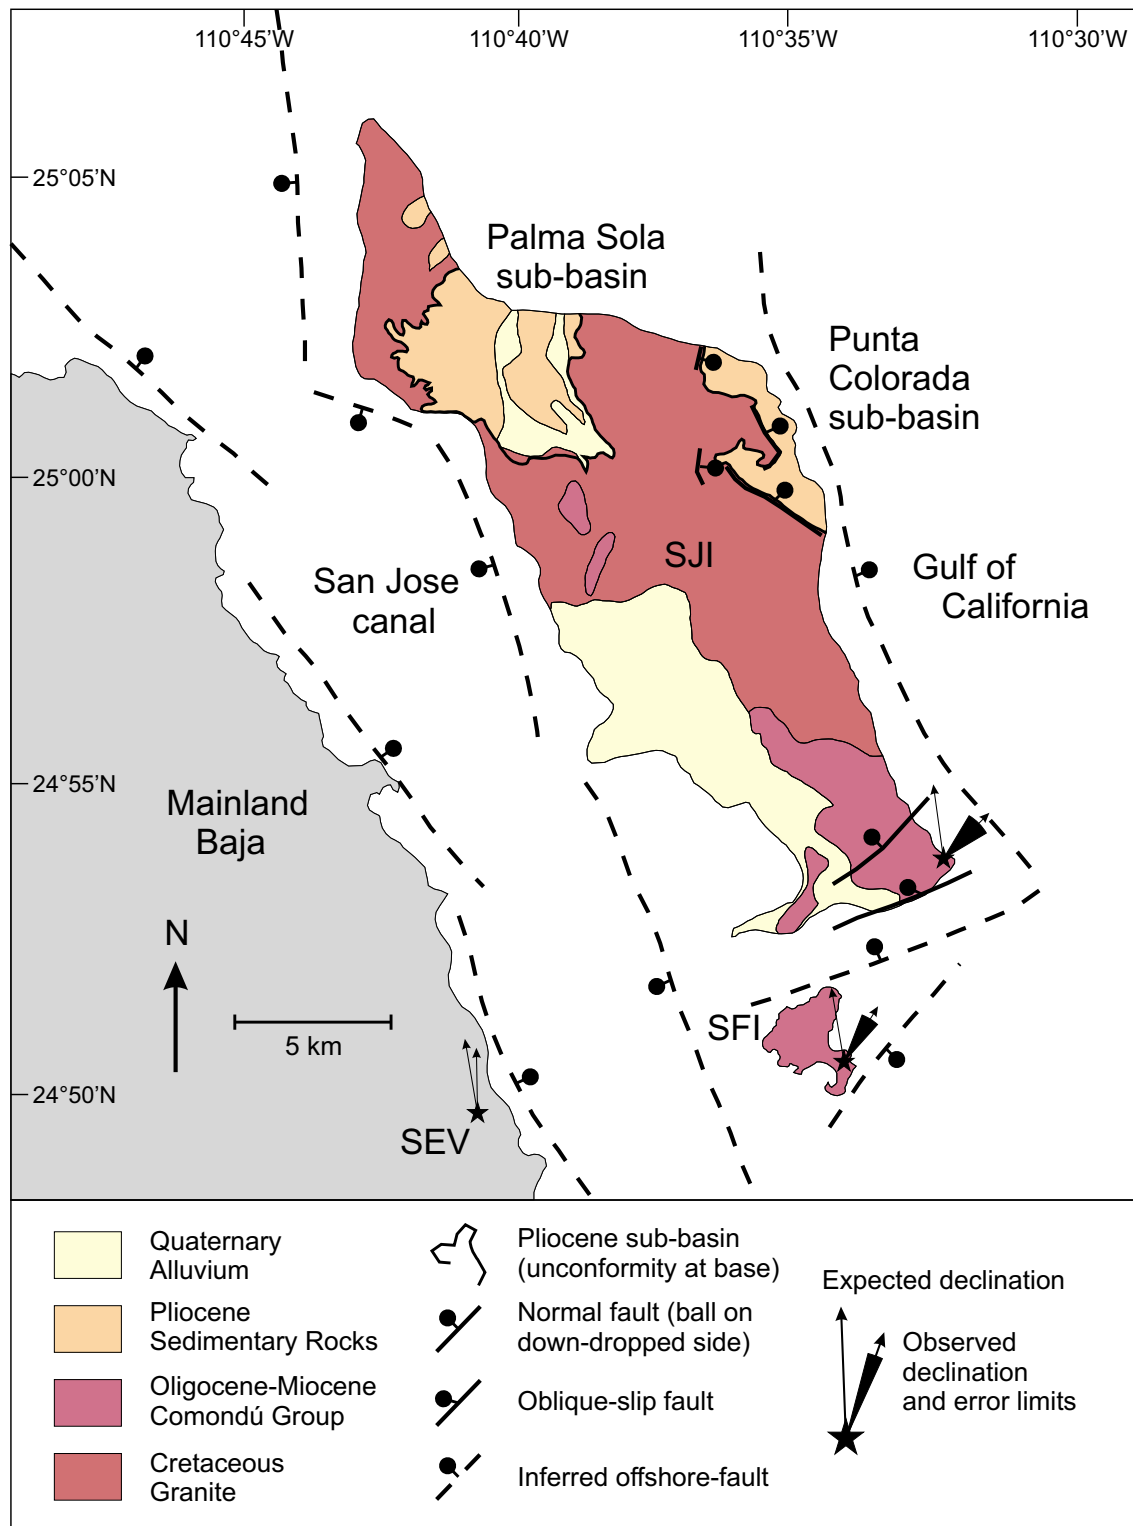 110°45’W
110°40’W
110°35’W
110°30’W
25°05’N
25°00’N
24°55’N
24°50’N
Palma Sola
sub-basin
Punta
Colorada
sub-basin
SJI
San Jose
canal
Gulf of
California
Mainland
Baja
N
5 km
SFI
SEV
Quaternary
Alluvium
Pliocene
Sedimentary Rocks
Oligocene-Miocene
Comondú Group
Cretaceous
Granite
Pliocene sub-basin
(unconformity at base)
Normal fault (ball on
down-dropped side)
Oblique-slip fault
Inferred offshore-fault
Expected declination
Observed
declination
and error limits